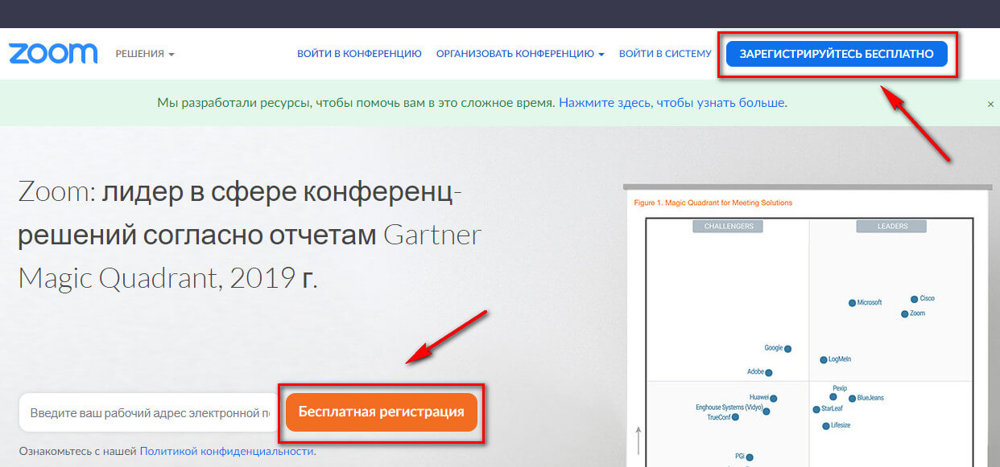 zoom
РЕШЕНИЯ
ВОЙТИ В КОНФЕРЕНЦИЮ
ОРГАНИЗОВАТЬ КОНФЕРЕНЦИЮ
ВОЙТИ В СИСТЕМУ
ЗАРЕГИСТРИРУЙТЕСЬ БЕСПЛАТНО
Мы разработали ресурсы, чтобы помочь вам в это сложное время. Нажмите здесь, чтобы узнать больше.
×
Zoom: лидер в сфере конференц-
решений согласно отчетам Gartner
Magic Quadrant, 2019 г.
Введите ваш рабочий адрес электронной п
Бесплатная регистрация
Ознакомьтесь с нашей Политикой конфиденциальности.
Figure 1. Magic Quadrant for Meeting Solutions
CHALLENGERS
LEADERS
Microsoft
Cisco
Zoom
Google
LogMeIn
Adobe
Pexip
Huawei
BlueJeans
Enghouse Systems (Vidyo)
StarLeaf
TrueConf
Lifesize
PGi